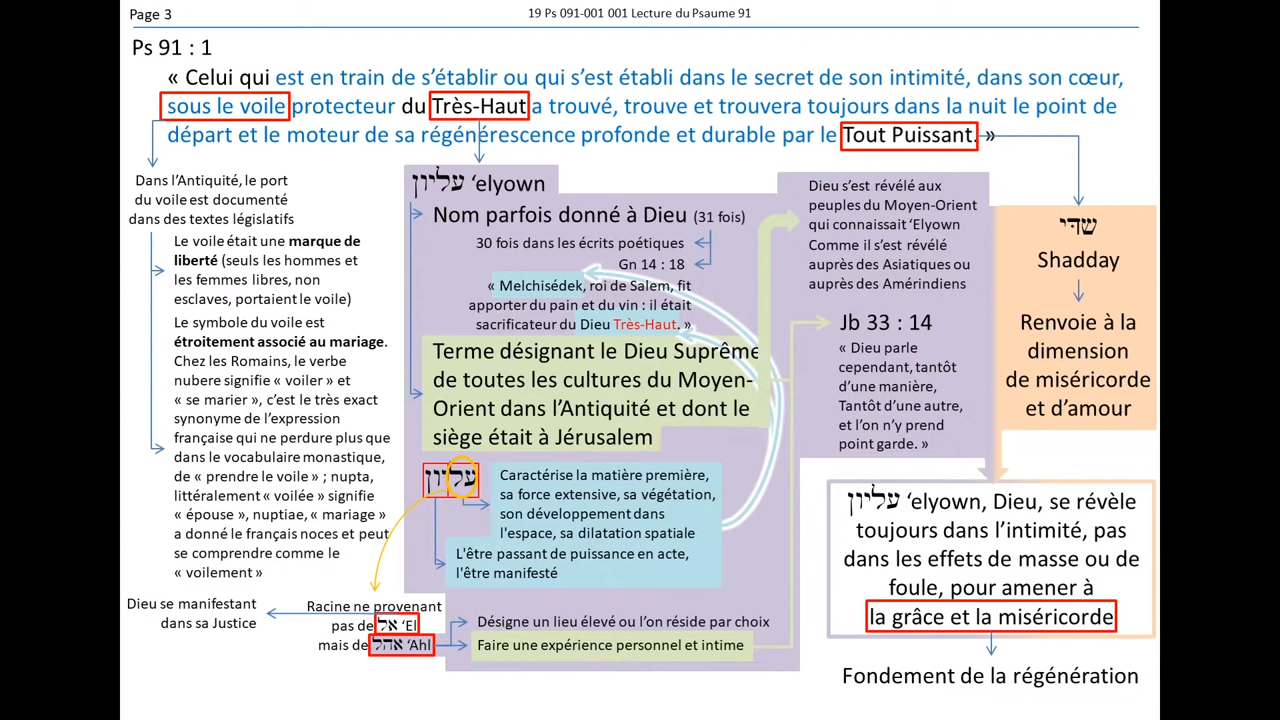 Page 3
19 Ps 091-001 001 Lecture du Psaume 91
Ps 91 : 1
« Celui qui est en train de s’établir ou qui s’est établi dans le secret de son intimité, dans son cœur,
sous le voile protecteur du Très-Haut a trouvé, trouve et trouvera toujours dans la nuit le point de
départ et le moteur de sa régénérescence profonde et durable par le Tout Puissant. »
Dans l’Antiquité, le port
du voile est documenté
dans des textes législatifs
Le voile était une marque de
liberté (seuls les hommes et
les femmes libres, non
esclaves, portaient le voile)
Le symbole du voile est
étroitement associé au mariage.
Chez les Romains, le verbe
nubere signifie « voiler » et
« se marier », c’est le très exact
synonyme de l’expression
française qui ne perdure plus que
dans le vocabulaire monastique,
de « prendre le voile » ; nupta,
littéralement « voilée » signifie
« épouse », nuptiae, « mariage »
a donné le français noces et peut
se comprendre comme le
« voilement »
עליון ‘elyown
Nom parfois donné à Dieu (31 fois)
30 fois dans les écrits poétiques
Gn 14 : 18
« Melchisédek, roi de Salem, fit
apporter du pain et du vin : il était
sacrificateur du Dieu Très-Haut. »
Terme désignant le Dieu Suprême
de toutes les cultures du Moyen-
Orient dans l’Antiquité et dont le
siège était à Jérusalem
עליון
Caractérise la matière première,
sa force extensive, sa végétation,
son développement dans
l'espace, sa dilatation spatiale
L'être passant de puissance en acte,
l'être manifesté
Dieu se manifestant
dans sa Justice
Racine ne provenant
pas de אל ‘El
mais de אהל ‘Ahl
Désigne un lieu élevé ou l’on réside par choix
Faire une expérience personnel et intime
Dieu s’est révélé aux
peuples du Moyen-Orient
qui connaissait ‘Elyown
Comme il s’est révélé
auprès des Asiatiques ou
auprès des Amérindiens
Jb 33 : 14
« Dieu parle
cependant, tantôt
d’une manière,
Tantôt d’une autre,
et l’on n’y prend
point garde. »
שדּי
Shadday
Renvoie à la
dimension
de miséricorde
et d’amour
עליון ‘elyown, Dieu, se révèle
toujours dans l’intimité, pas
dans les effets de masse ou de
foule, pour amener à
la grâce et la miséricorde
Fondement de la régénération